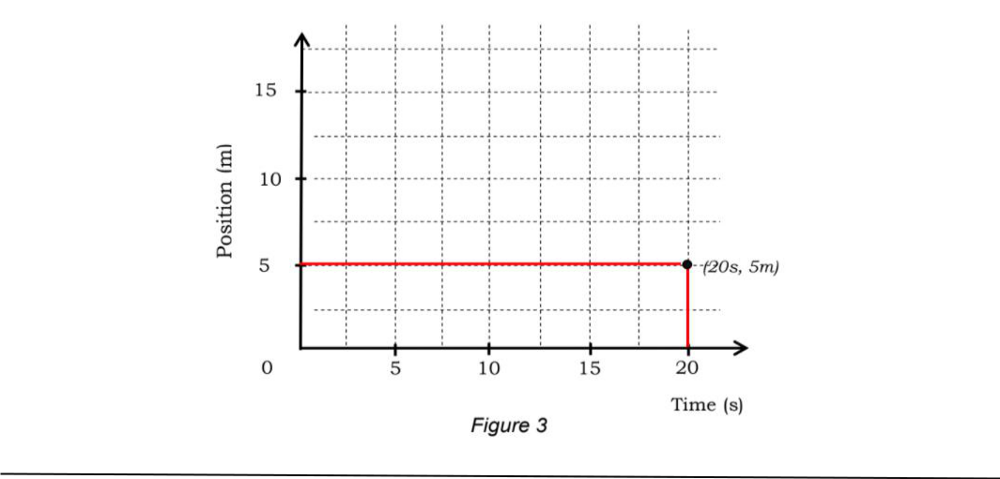 15
10
5
0
Position (m)
(20s, 5m)
5 10 15 20
Time (s)
Figure 3